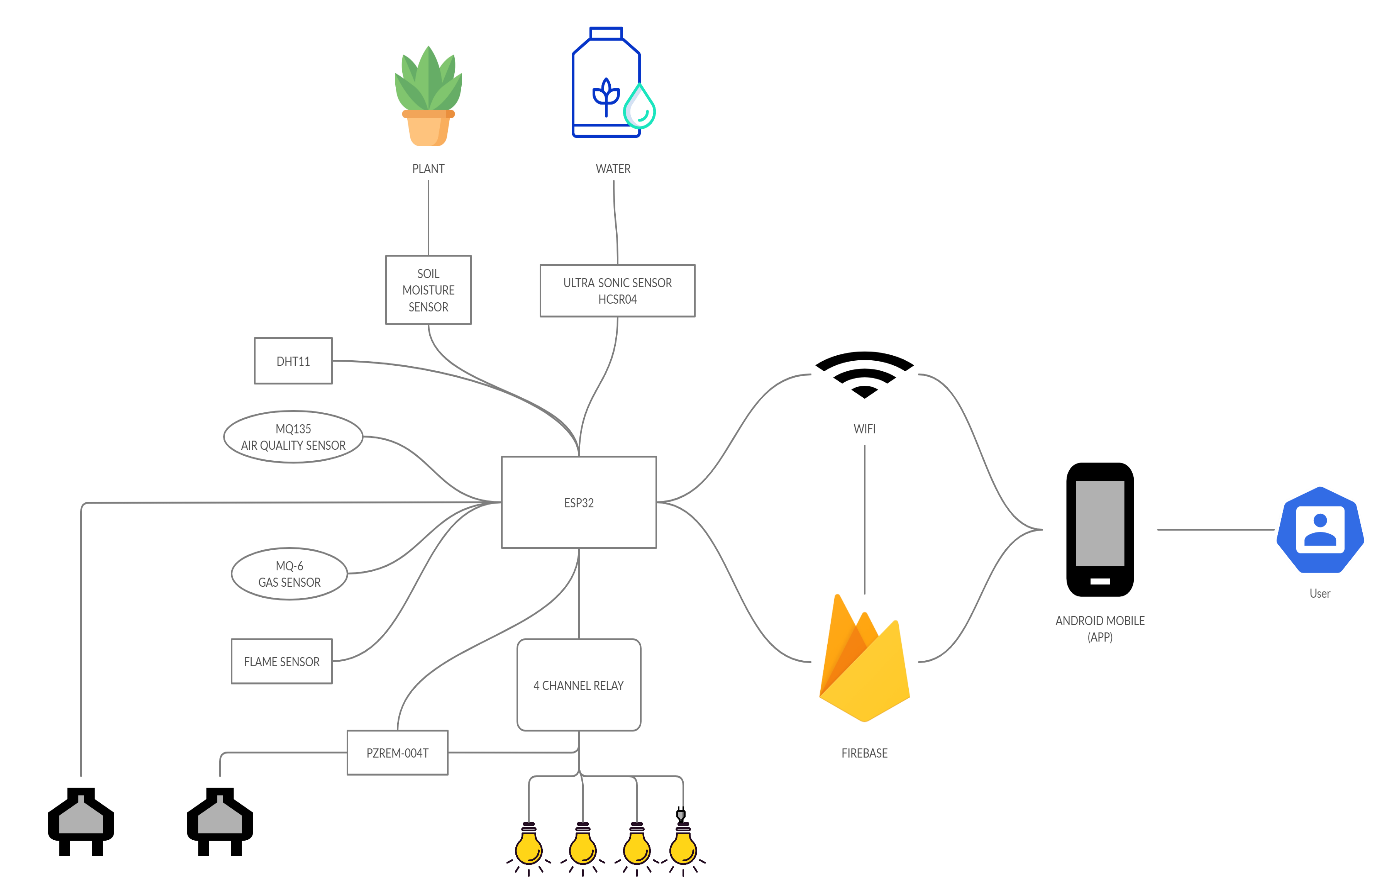 PLANT
WATER
SOIL
MOISTURE
SENSOR
ULTRA SONIC SENSOR
HCSR04
DHT11
MQ135
AIR QUALITY SENSOR
WIFI
ESP32
MQ-6
GAS SENSOR
User
ANDROID MOBILE
(APP)
FLAME SENSOR
4 CHANNEL RELAY
PZREM-004T
FIREBASE